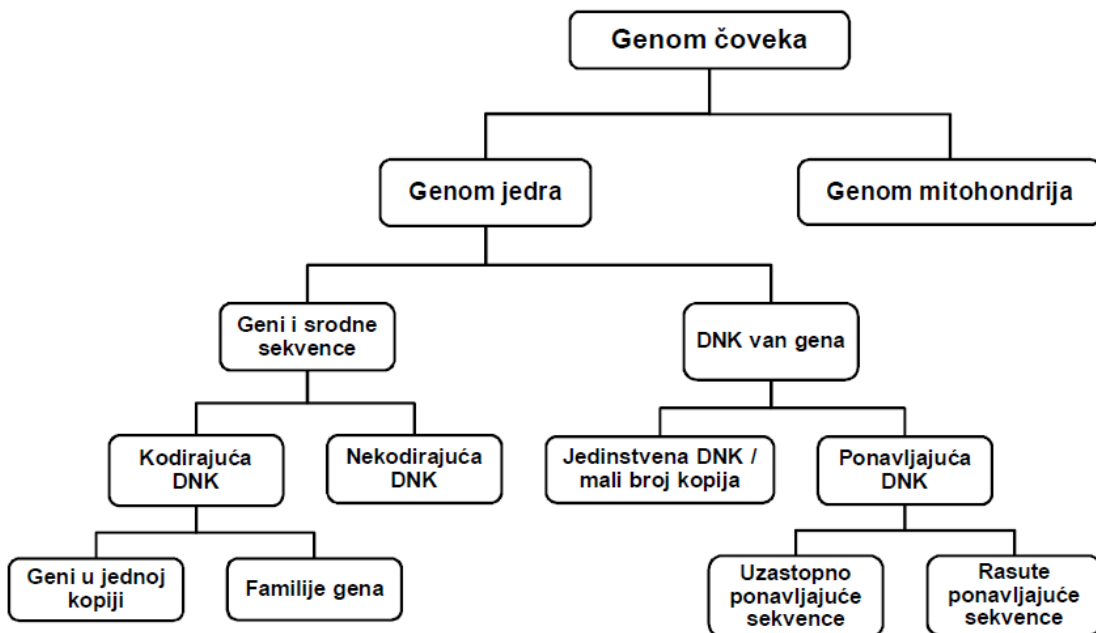 Genom čoveka
Genom jedra
Genom mitohondrija
Geni i srodne
sekvence
DNK van gena
Kodirajuća
DNK
Nekodirajuća
DNK
Jedinstvena DNK /
mali broj kopija
Ponavljajuća
DNK
Geni u jednoj
kopiji
Familije gena
Uzastopno
ponavljajuće
sekvence
Rasute
ponavljajuće
sekvence